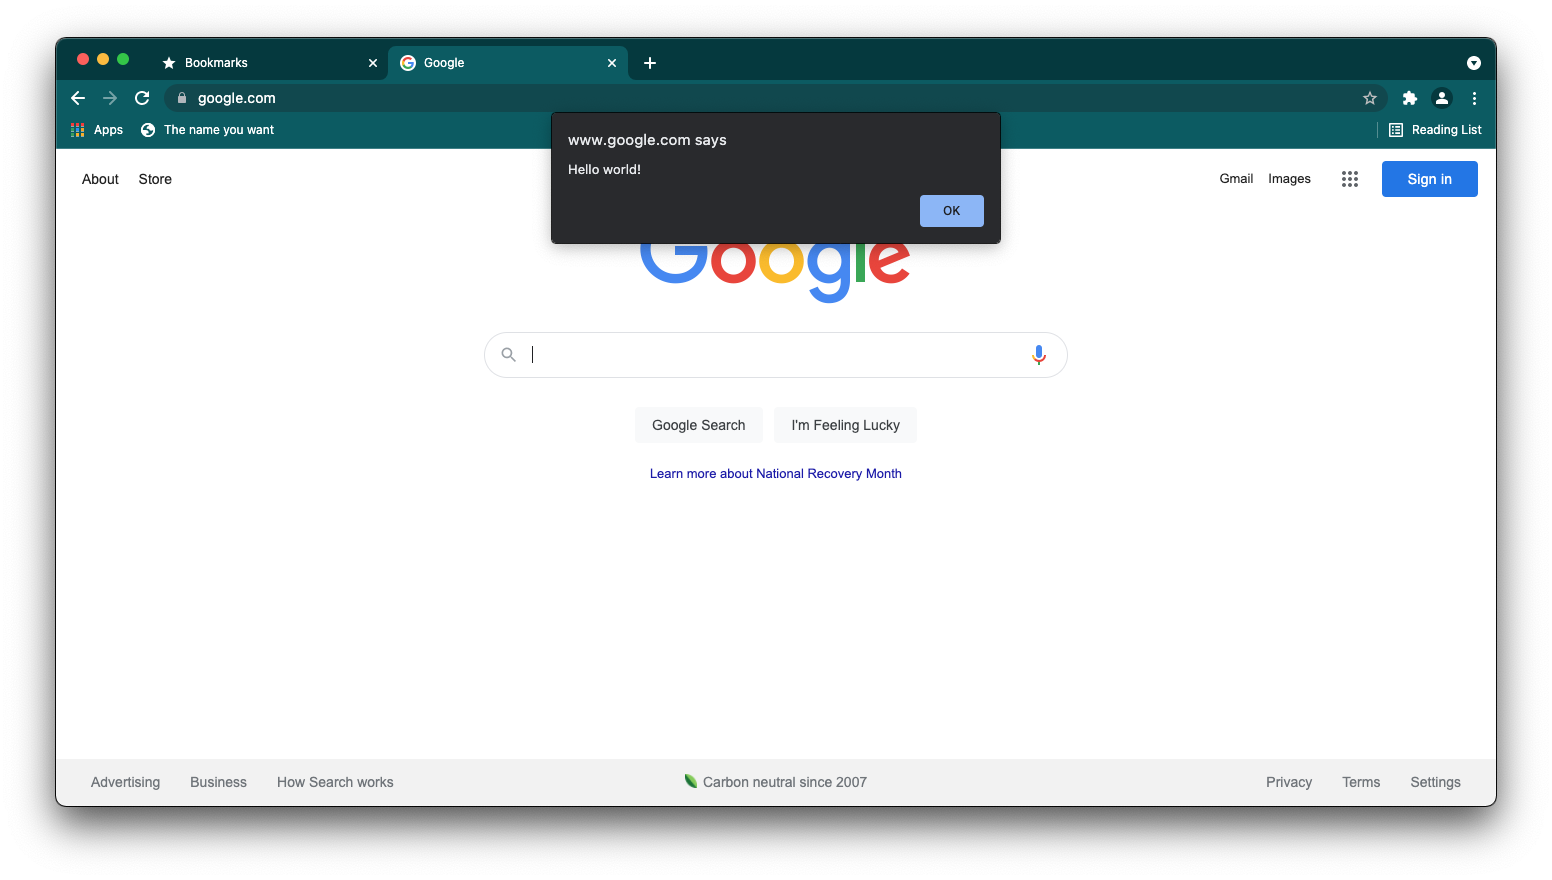 Bookmarks
Google
google.com
Apps
The name you want
Reading List
www.google.com says
Hello world!
OK
About
Store
Gmail
Images
Sign in
Google
Google Search
I'm Feeling Lucky
Learn more about National Recovery Month
Advertising
Business
How Search works
Carbon neutral since 2007
Privacy
Terms
Settings